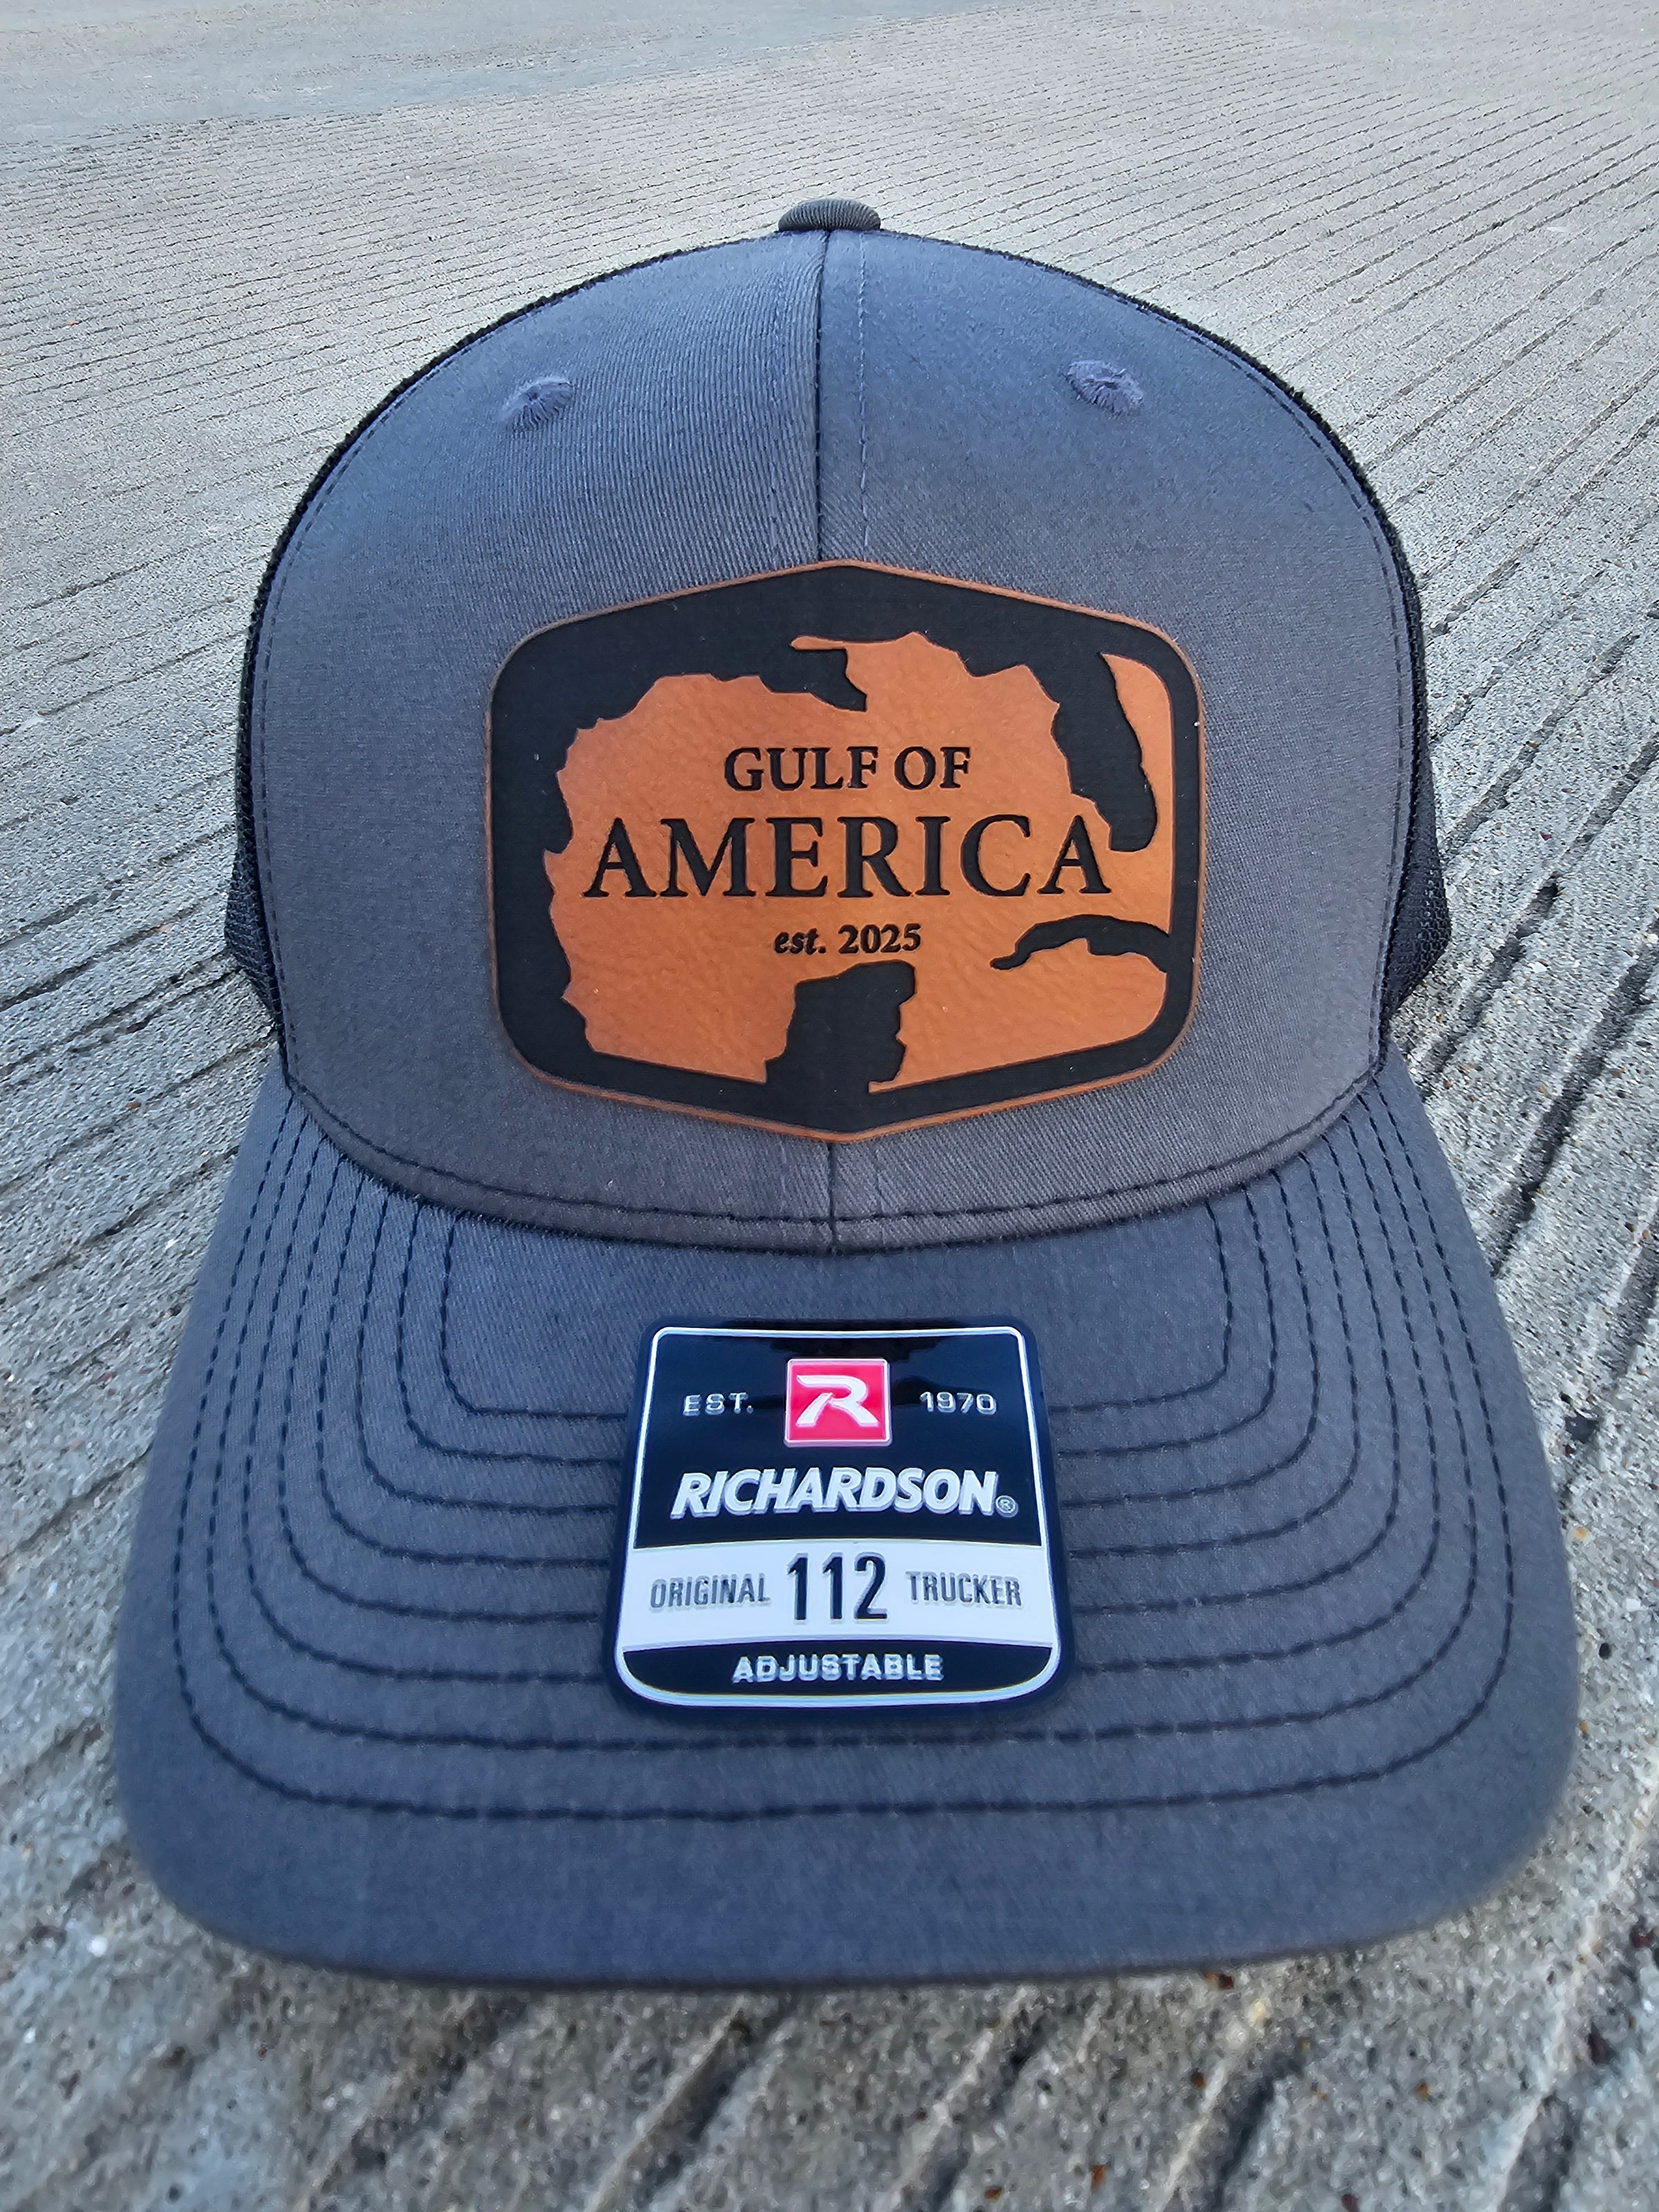 GULF OF
AMERICA
est. 2025
EST. R 1970
RICHARDSON®
ORIGINAL 112 TRUCKER
ADJUSTABLE